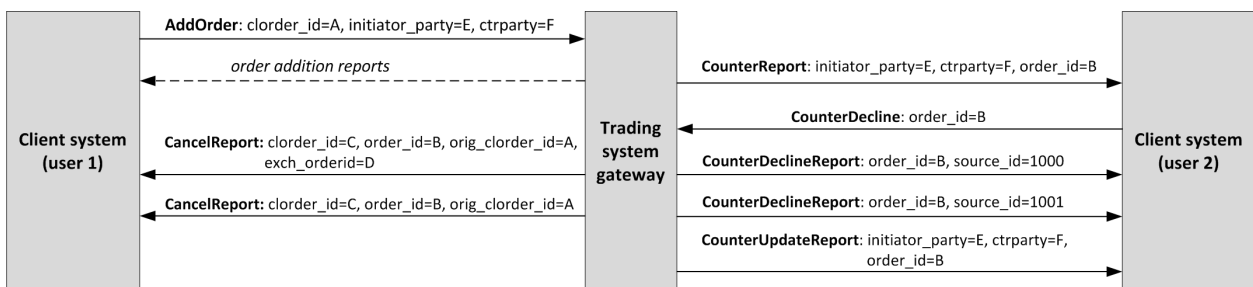 AddOrder: clorder_id=A, initiator_party=E, ctrparty=F
order addition reports
CounterReport: initiator_party=E, ctrparty=F, order_id=B
CounterDecline: order_id=B
Client system
(user 1)
Trading
system
gateway
Client system
(user 2)
CancelReport: clorder_id=C, order_id=B, orig_clorder_id=A,
exch_orderid=D
CounterDeclineReport: order_id=B, source_id=1000
CancelReport: clorder_id=C, order_id=B, orig_clorder_id=A
CounterDeclineReport: order_id=B, source_id=1001
CounterUpdateReport: initiator_party=E, ctrparty=F,
order_id=B